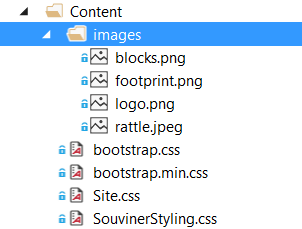 Content
images
blocks.png
footprint.png
logo.png
rattle.jpeg
bootstrap.css
bootstrap.min.css
Site.css
SouvinerStyling.css